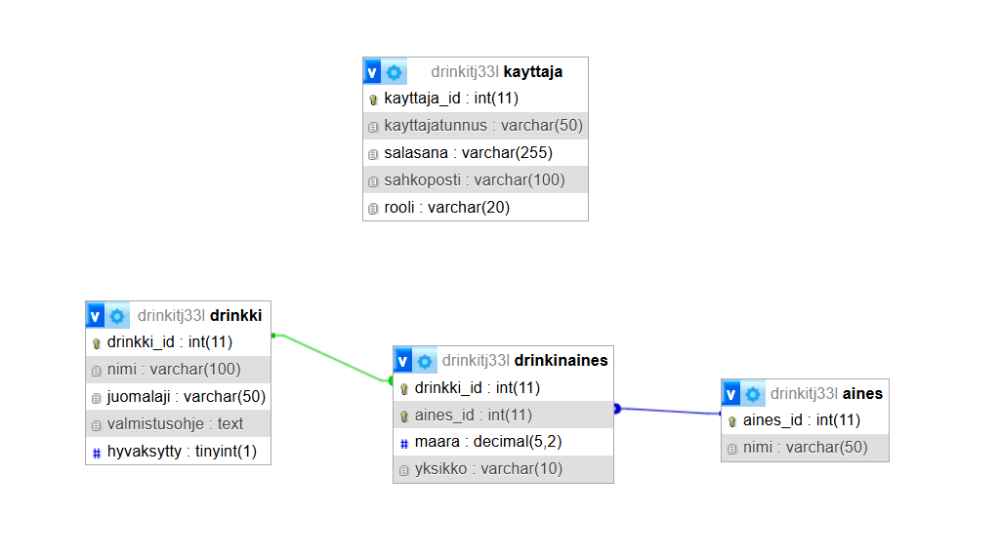 v drinkitj33l kayttaja
kayttaja_id : int(11)
kayttajatunnus : varchar(50)
salasana : varchar(255)
sahkoposti : varchar(100)
rooli : varchar(20)
v drinkitj33l drinkki
drinkki_id : int(11)
nimi : varchar(100)
juomalaji : varchar(50)
valmistusohje : text
# hyvaksytty : tinyint(1)
v drinkitj33l drinkinaines
drinkki_id : int(11)
aines_id : int(11)
# maara : decimal(5,2)
yksikko : varchar(10)
v drinkitj33l aines
aines_id : int(11)
nimi : varchar(50)